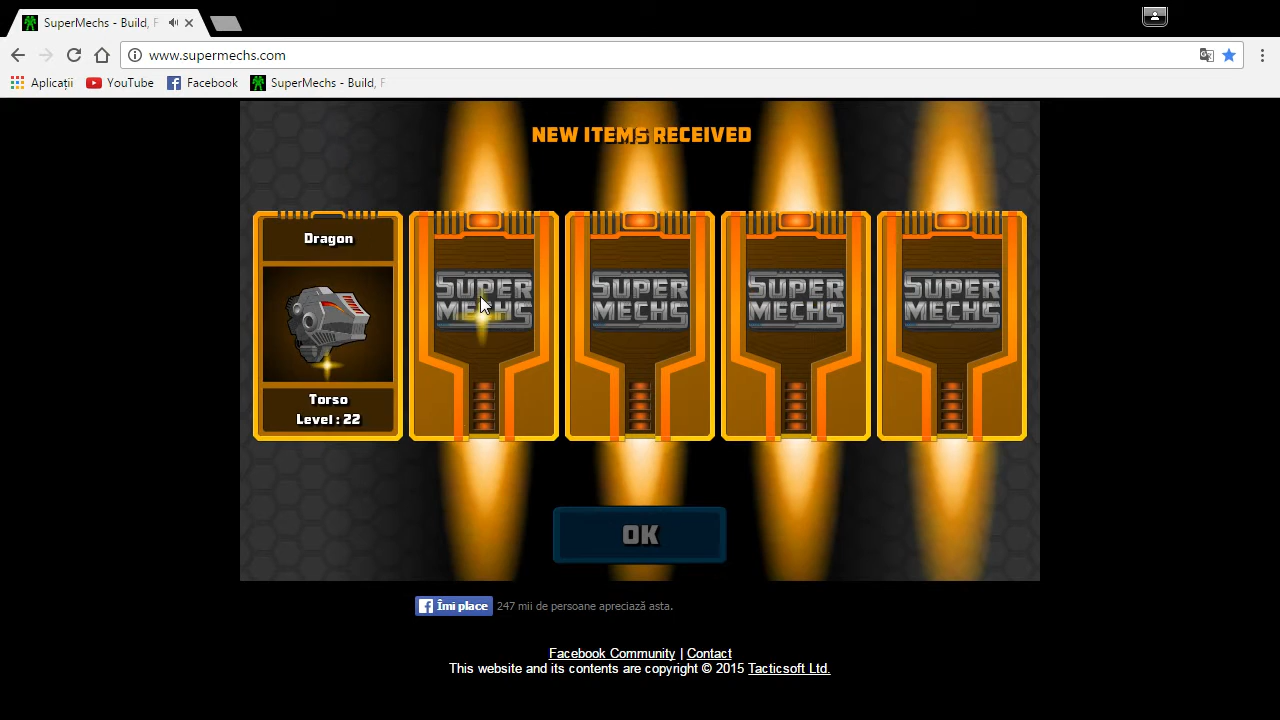 SuperMechs - Build, F
www.supermechs.com
Aplicații
YouTube
Facebook
SuperMechs - Build, F
NEW ITEMS RECEIVED
Dragon
Torso
Level : 22
SUPER
MECHS
SUPER
MECHS
SUPER
MECHS
SUPER
MECHS
OK
Îmi place
247 mii de persoane apreciază asta.
Facebook Community | Contact
This website and its contents are copyright © 2015 Tacticsoft Ltd.